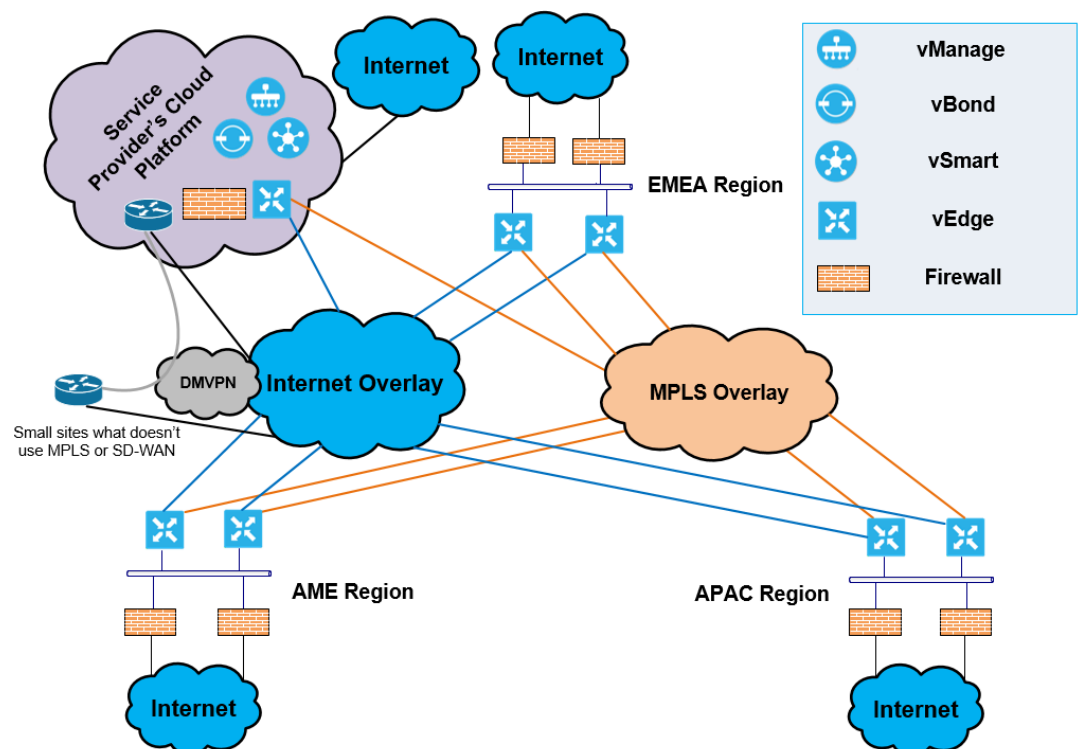 Service
Provider's Cloud
Platform
Internet
Internet
vManage
vBond
vSmart
vEdge
Firewall
EMEA Region
DMVPN
Internet Overlay
MPLS Overlay
Small sites what doesn't
use MPLS or SD-WAN
AME Region
APAC Region
Internet
Internet